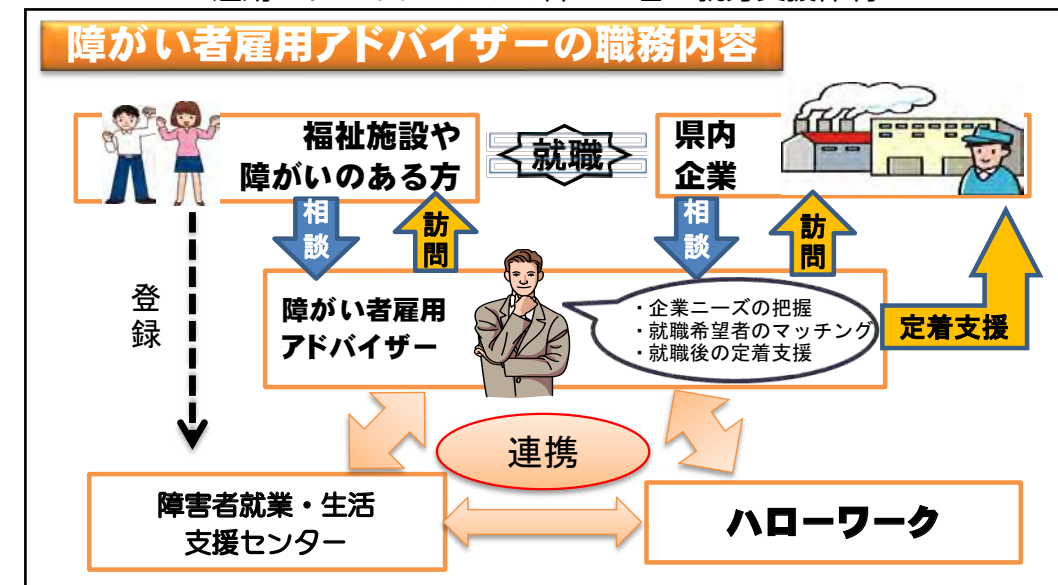 障がい者雇用アドバイザーの職務内容
福祉施設や
障がいのある方
就職
県内
企業
相談
訪問
相談
訪問
登録
障がい者雇用
アドバイザー
・企業ニーズの把握
・就職希望者のマッチング
・就職後の定着支援
定着支援
連携
障害者就業・生活
支援センター
ハローワーク